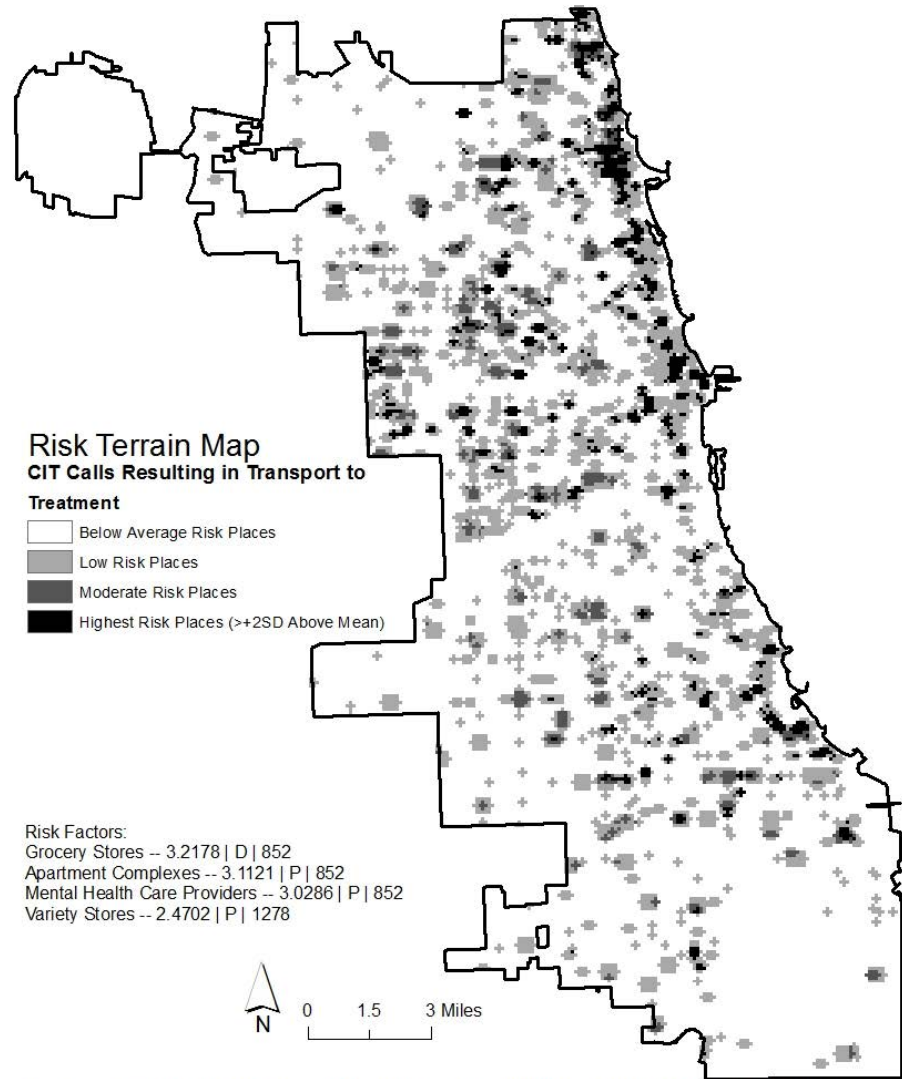 Risk Terrain Map
CIT Calls Resulting in Transport to
Treatment
Below Average Risk Places
Low Risk Places
Moderate Risk Places
Highest Risk Places (>+2SD Above Mean)
Risk Factors:
Grocery Stores -- 3.2178 | D | 852
Apartment Complexes -- 3.1121 | P | 852
Mental Health Care Providers -- 3.0286 | P | 852
Variety Stores -- 2.4702 | P | 1278
N
0 1.5 3 Miles